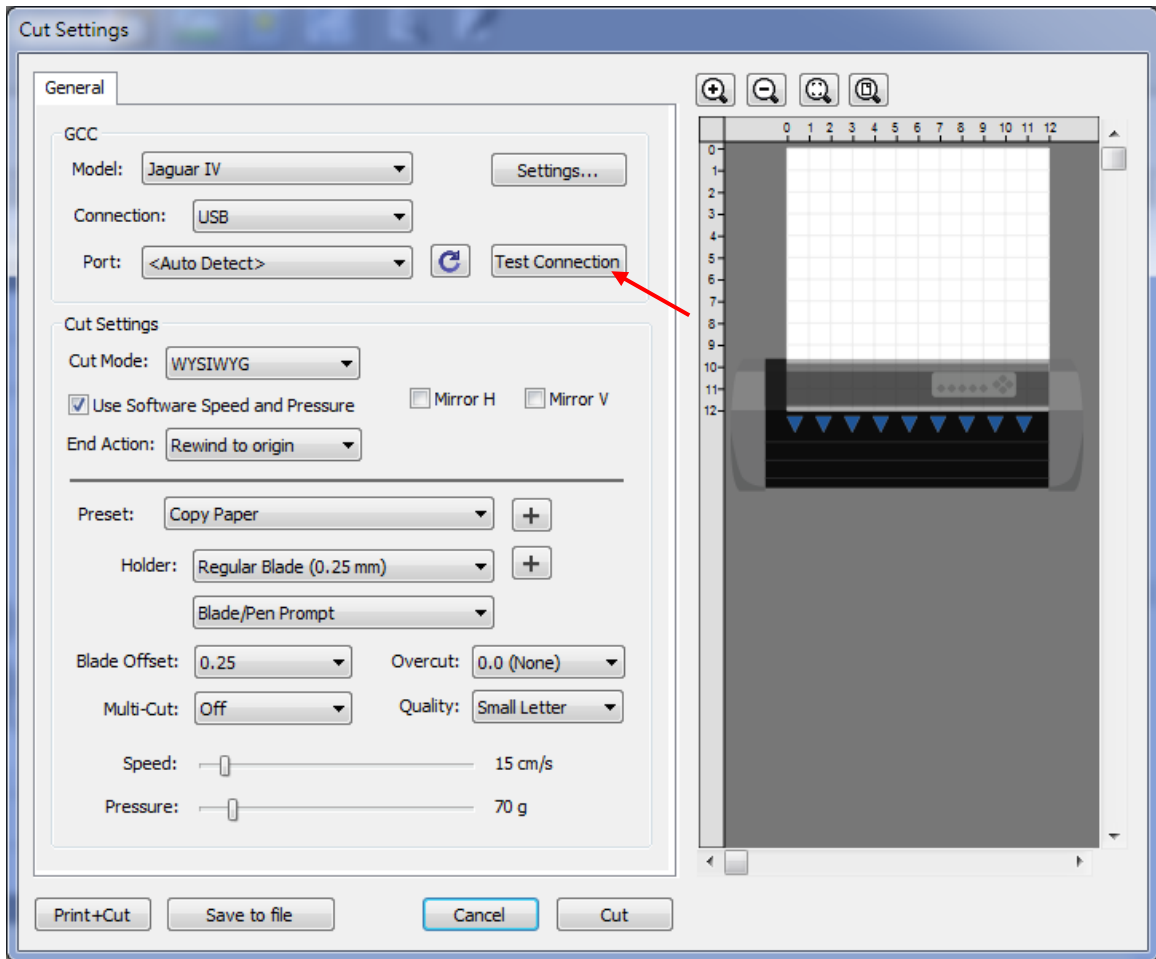 Cut Settings
General
GCC
Model: Jaguar IV Settings...
Connection: USB
Port: <Auto Detect> Test Connection
Cut Settings
Cut Mode: WYSIWYG
Use Software Speed and Pressure Mirror H Mirror V
End Action: Rewind to origin
Preset: Copy Paper +
Holder: Regular Blade (0.25 mm) +
Blade/Pen Prompt
Blade Offset: 0.25 Overcut: 0.0 (None)
Multi-Cut: Off Quality: Small Letter
Speed: 15 cm/s
Pressure: 70 g
Print+Cut Save to file Cancel Cut
0 1 2 3 4 5 6 7 8 9 10 11 12
0
1
2
3
4
5
6
7
8
9
10
11
12